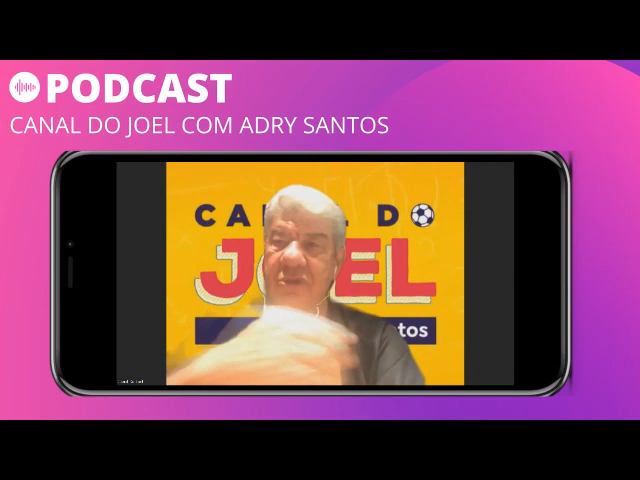 PODCAST
CANAL DO JOEL COM ADRY SANTOS
CA L DO
J EL
tos